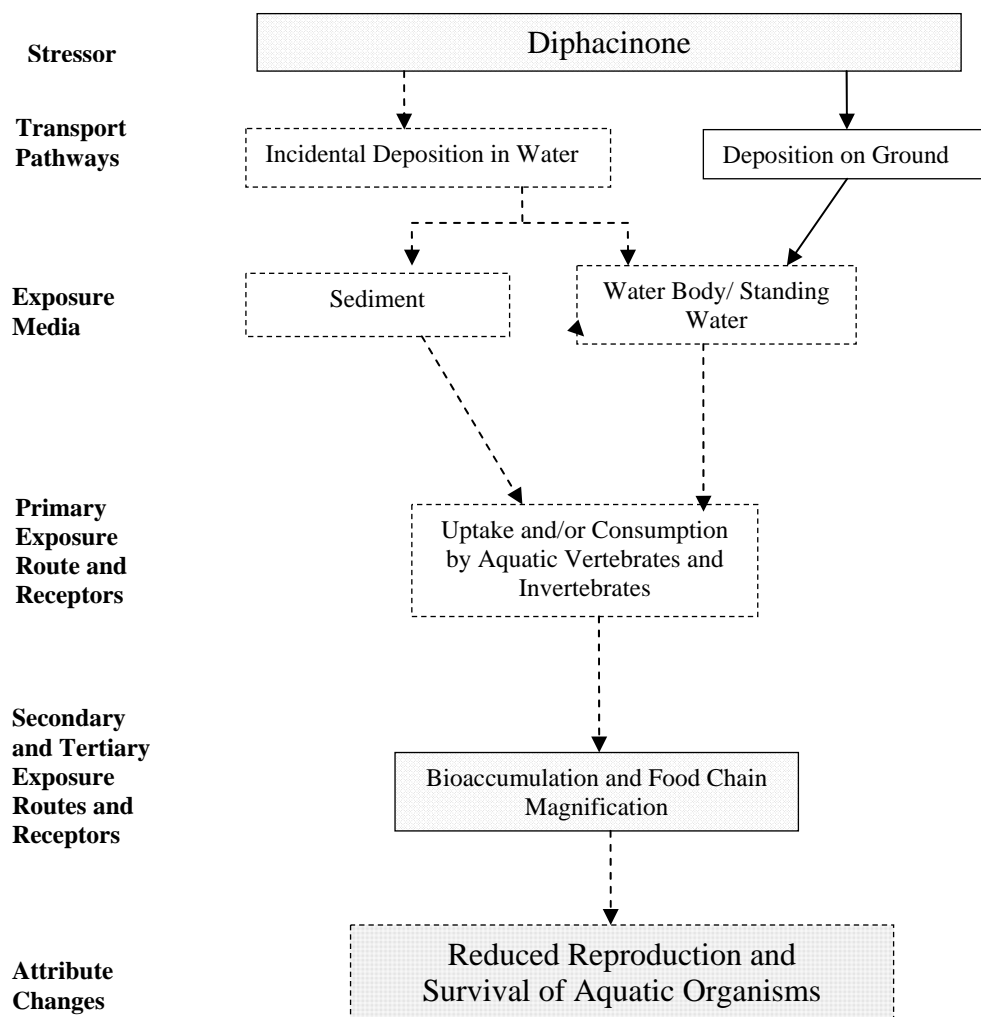 Stressor
Diphacinone
Transport
Pathways
Incidental Deposition in Water
Deposition on Ground
Exposure
Media
Sediment
Water Body/ Standing
Water
Primary
Exposure
Route and
Receptors
Uptake and/or Consumption
by Aquatic Vertebrates and
Invertebrates
Secondary
and Tertiary
Exposure
Routes and
Receptors
Bioaccumulation and Food Chain
Magnification
Attribute
Changes
Reduced Reproduction and
Survival of Aquatic Organisms